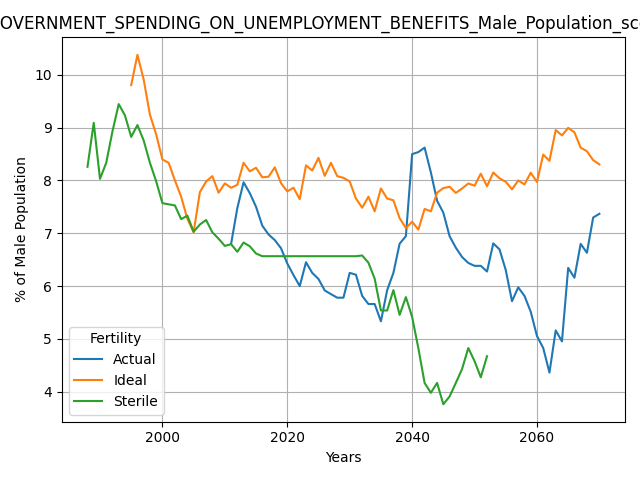 OVERNMENT_SPENDING_ON_UNEMPLOYMENT_BENEFITS_Male_Population_sc
% of Male Population
10
9
8
7
6
5
4
Fertility
Actual
Ideal
Sterile
2000 2020 2040 2060
Years